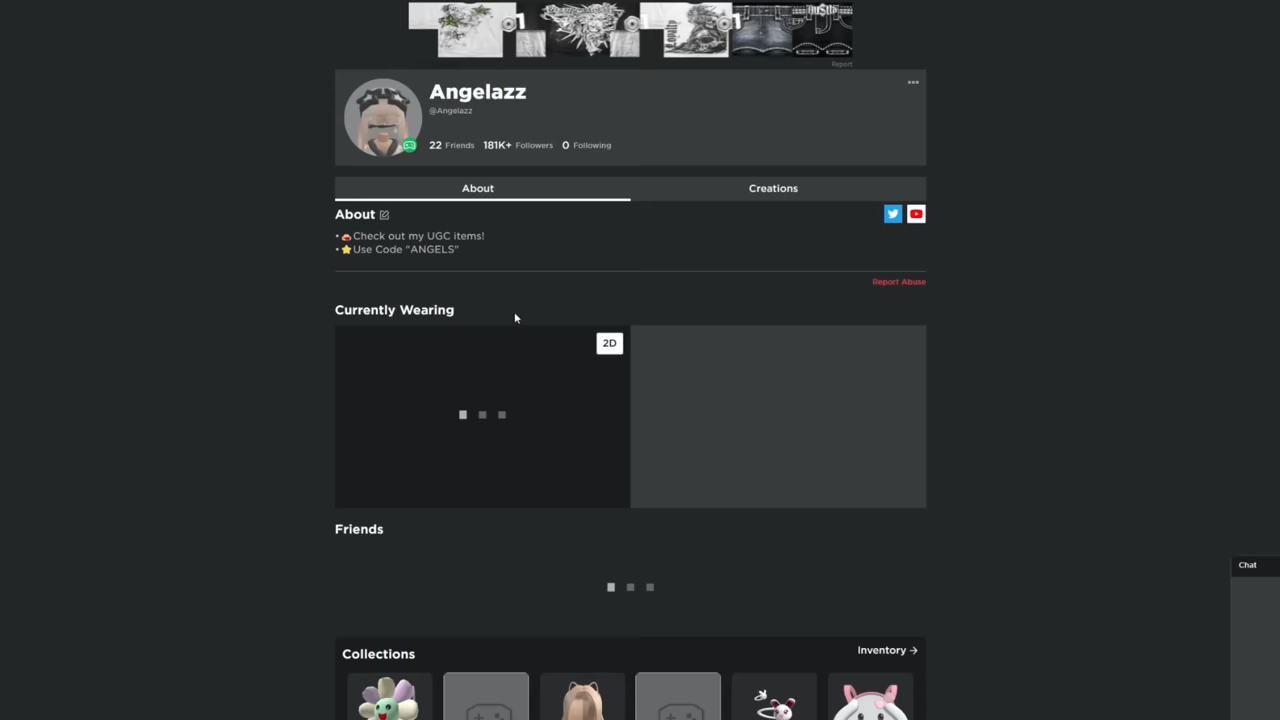 Report
Angelazz
@Angelazz
22 Friends 181K+ Followers 0 Following
About Creations
About
• Check out my UGC items!
• Use Code "ANGELS"
Report Abuse
Currently Wearing
2D
Friends
Chat
Collections
Inventory →